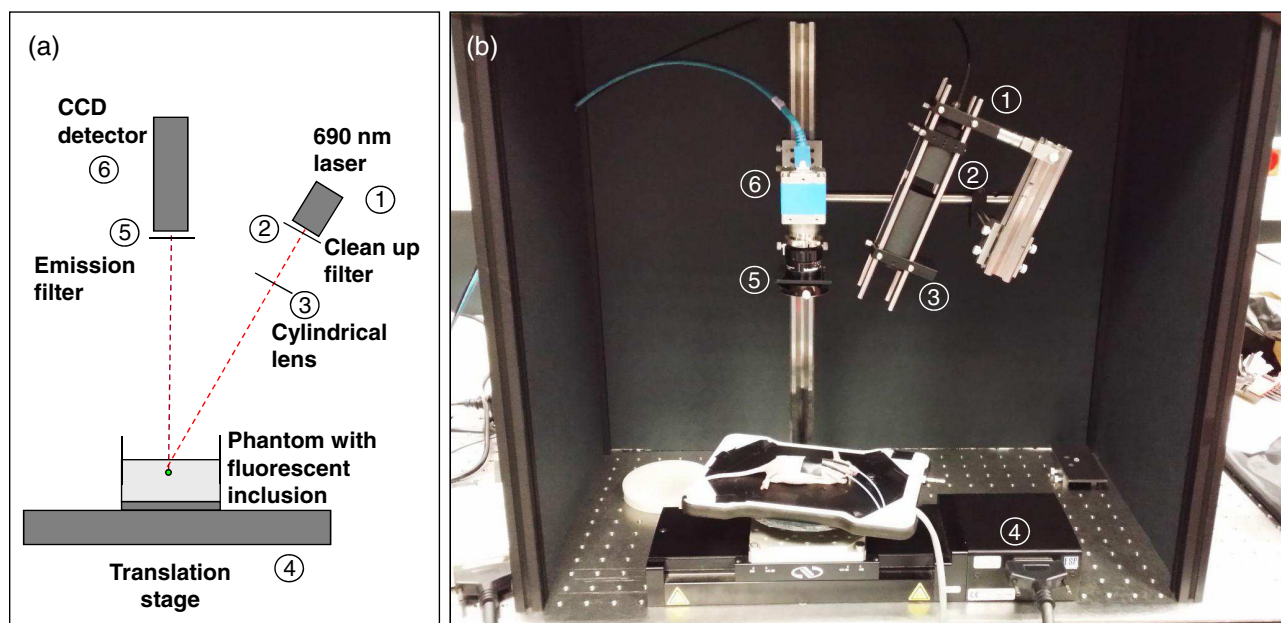 (a)
CCD
detector
⑥
690 nm
laser
①
②
⑤
Clean up
filter
Emission
filter
③
Cylindrical
lens
Phantom with
fluorescent
inclusion
Translation
stage
④
(b)
①
②
⑥
⑤
③
④